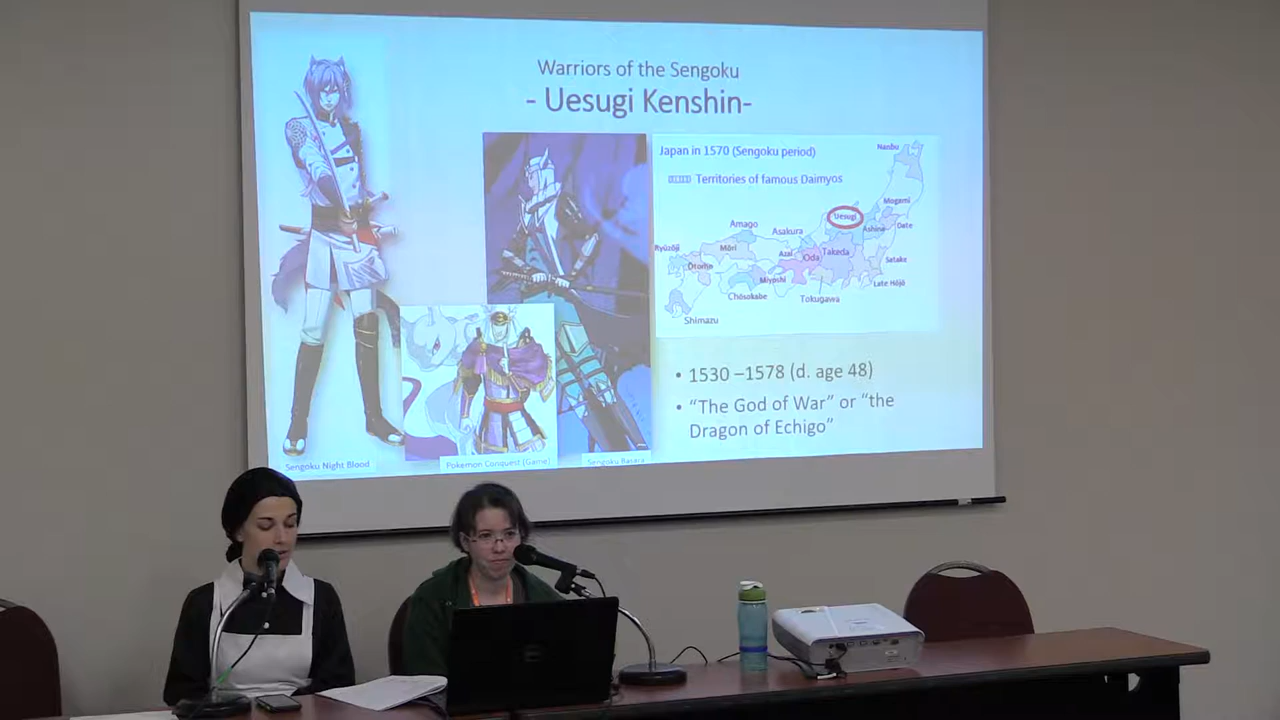 Warriors of the Sengoku
- Uesugi Kenshin-
Japan in 1570 (Sengoku period)
Territories of famous Daimyos
Nanbu
Mogami
Uesugi
Date
Ashina
Amago
Asakura
Ryūzōji
Mōri
Azai
Oda
Takeda
Satake
Ōtomo
Miyoshi
Late Hōjō
Chōsokabe
Tokugawa
Shimazu
• 1530 –1578 (d. age 48)
• “The God of War” or “the
Dragon of Echigo”
Sengoku Night Blood
Pokemon Conquest (Game)
Sengoku Basara